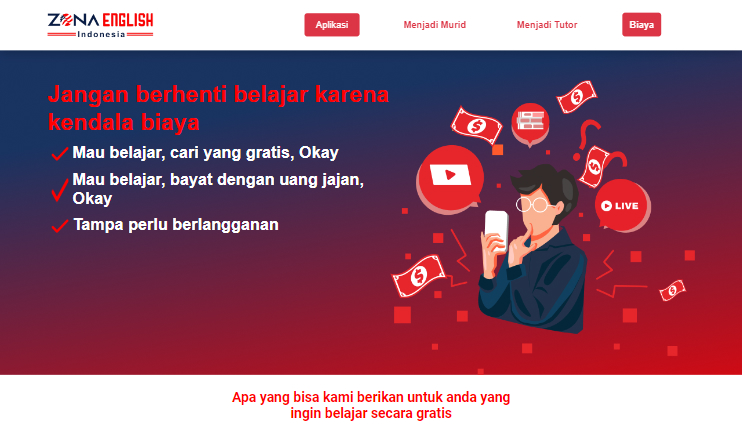 ZONA ENGLISH
Indonesia
Aplikasi
Menjadi Murid
Menjadi Tutor
Biaya
Jangan berhenti belajar karena
kendala biaya
Mau belajar, cari yang gratis, Okay
Mau belajar, bayat dengan uang jajan,
Okay
Tampa perlu berlangganan
LIVE
Apa yang bisa kami berikan untuk anda yang
ingin belajar secara gratis